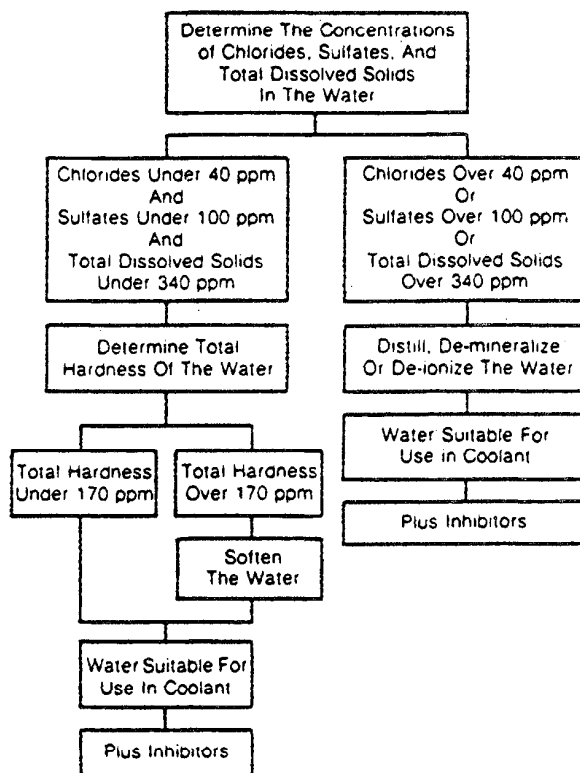 Determine The Concentrations
of Chlorides, Sulfates, And
Total Dissolved Solids
In The Water
Chlorides Under 40 ppm
And
Sulfates Under 100 ppm
And
Total Dissolved Solids
Under 340 ppm
Chlorides Over 40 ppm
Or
Sulfates Over 100 ppm
Or
Total Dissolved Solids
Over 340 ppm
Determine Total
Hardness Of The Water
Distill, De-mineralize
Or De-ionize The Water
Total Hardness
Under 170 ppm
Total Hardness
Over 170 ppm
Water Suitable For
Use in Coolant
Plus Inhibitors
Soften
The Water
Water Suitable For
Use In Coolant
Plus Inhibitors